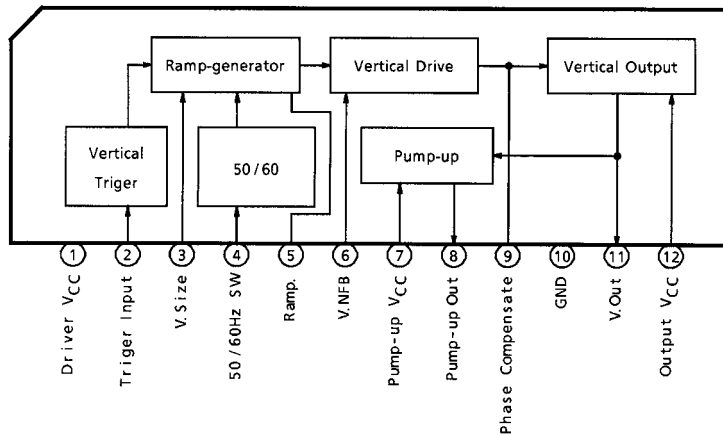 Ramp-generator
Vertical Drive
Vertical Output
Vertical
Triger
50/60
Pump-up
1
2
3
4
5
6
7
8
9
10
11
12
Driver VCC
Triger Input
V.Size
50/60Hz SW
Ramp.
V.NFB
Pump-up VCC
Pump-up Out
Phase Compensate
GND
V.Out
Output VCC